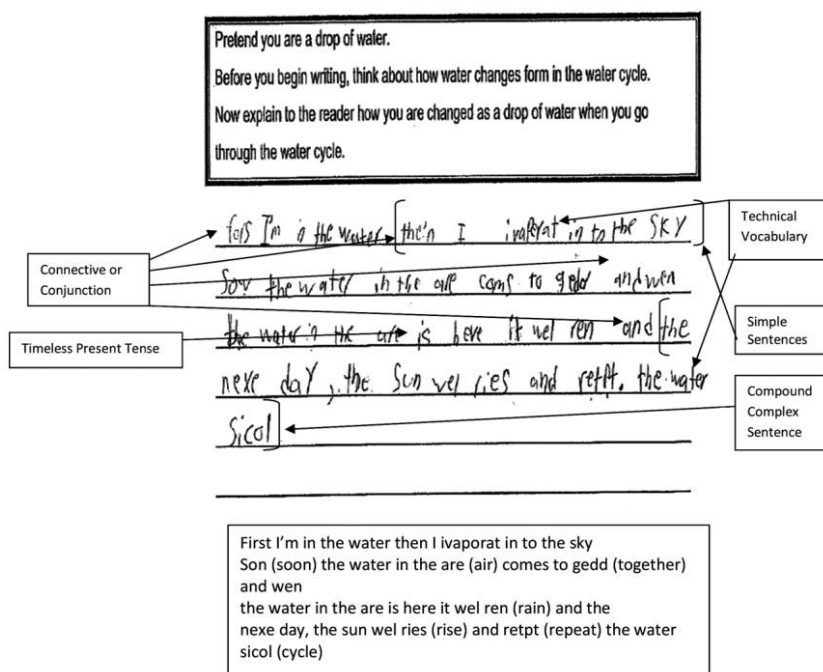 Pretend you are a drop of water.
Before you begin writing, think about how water changes form in the water cycle.
Now explain to the reader how you are changed as a drop of water when you go
through the water cycle.
fors I'm in the water then I ivaporat in to the SKY
Son the water in the are coms to gedd and wen
the water in the are is here it wel ren and the
nexe day, the sun wel ries and retpt. the water
sicol
Connective or
Conjunction
Timeless Present Tense
Technical
Vocabulary
Simple
Sentences
Compound
Complex
Sentence
First I'm in the water then I ivaporat in to the sky
Son (soon) the water in the are (air) comes to gedd (together)
and wen
the water in the are is here it wel ren (rain) and the
nexe day, the sun wel ries (rise) and retpt (repeat) the water
sicol (cycle)